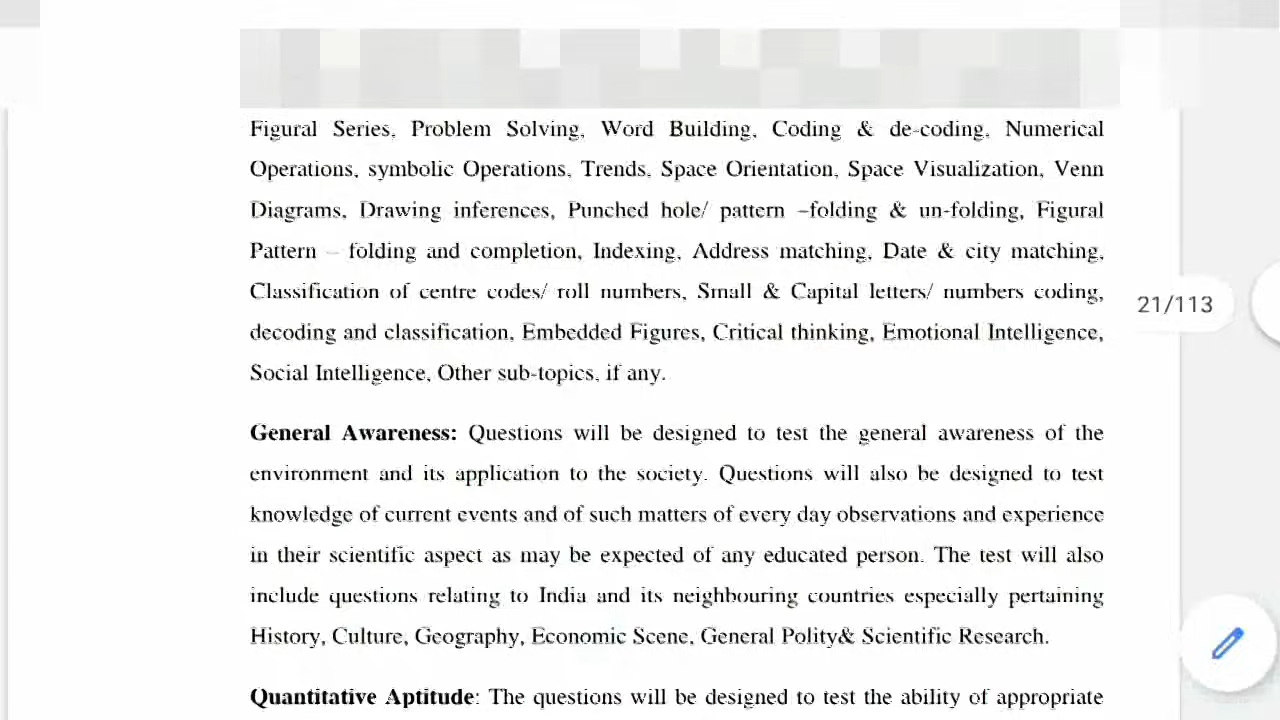 Figural Series, Problem Solving, Word Building, Coding & de-coding, Numerical
Operations, symbolic Operations, Trends, Space Orientation, Space Visualization, Venn
Diagrams, Drawing inferences, Punched hole/ pattern –folding & un-folding, Figural
Pattern – folding and completion, Indexing, Address matching, Date & city matching,
Classification of centre codes/ roll numbers, Small & Capital letters/ numbers coding,
21/113
decoding and classification, Embedded Figures, Critical thinking, Emotional Intelligence,
Social Intelligence, Other sub-topics, if any.
General Awareness: Questions will be designed to test the general awareness of the
environment and its application to the society. Questions will also be designed to test
knowledge of current events and of such matters of every day observations and experience
in their scientific aspect as may be expected of any educated person. The test will also
include questions relating to India and its neighbouring countries especially pertaining
History, Culture, Geography, Economic Scene, General Polity& Scientific Research.
Quantitative Aptitude: The questions will be designed to test the ability of appropriate